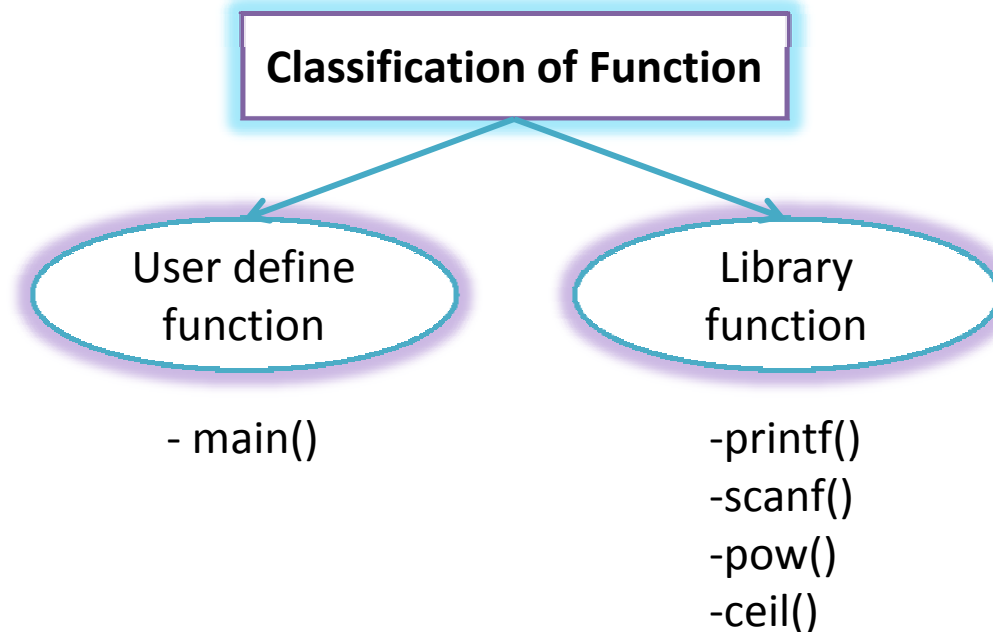 Classification of Function
User define
function
Library
function
- main()
-printf()
-scanf()
-pow()
-ceil()